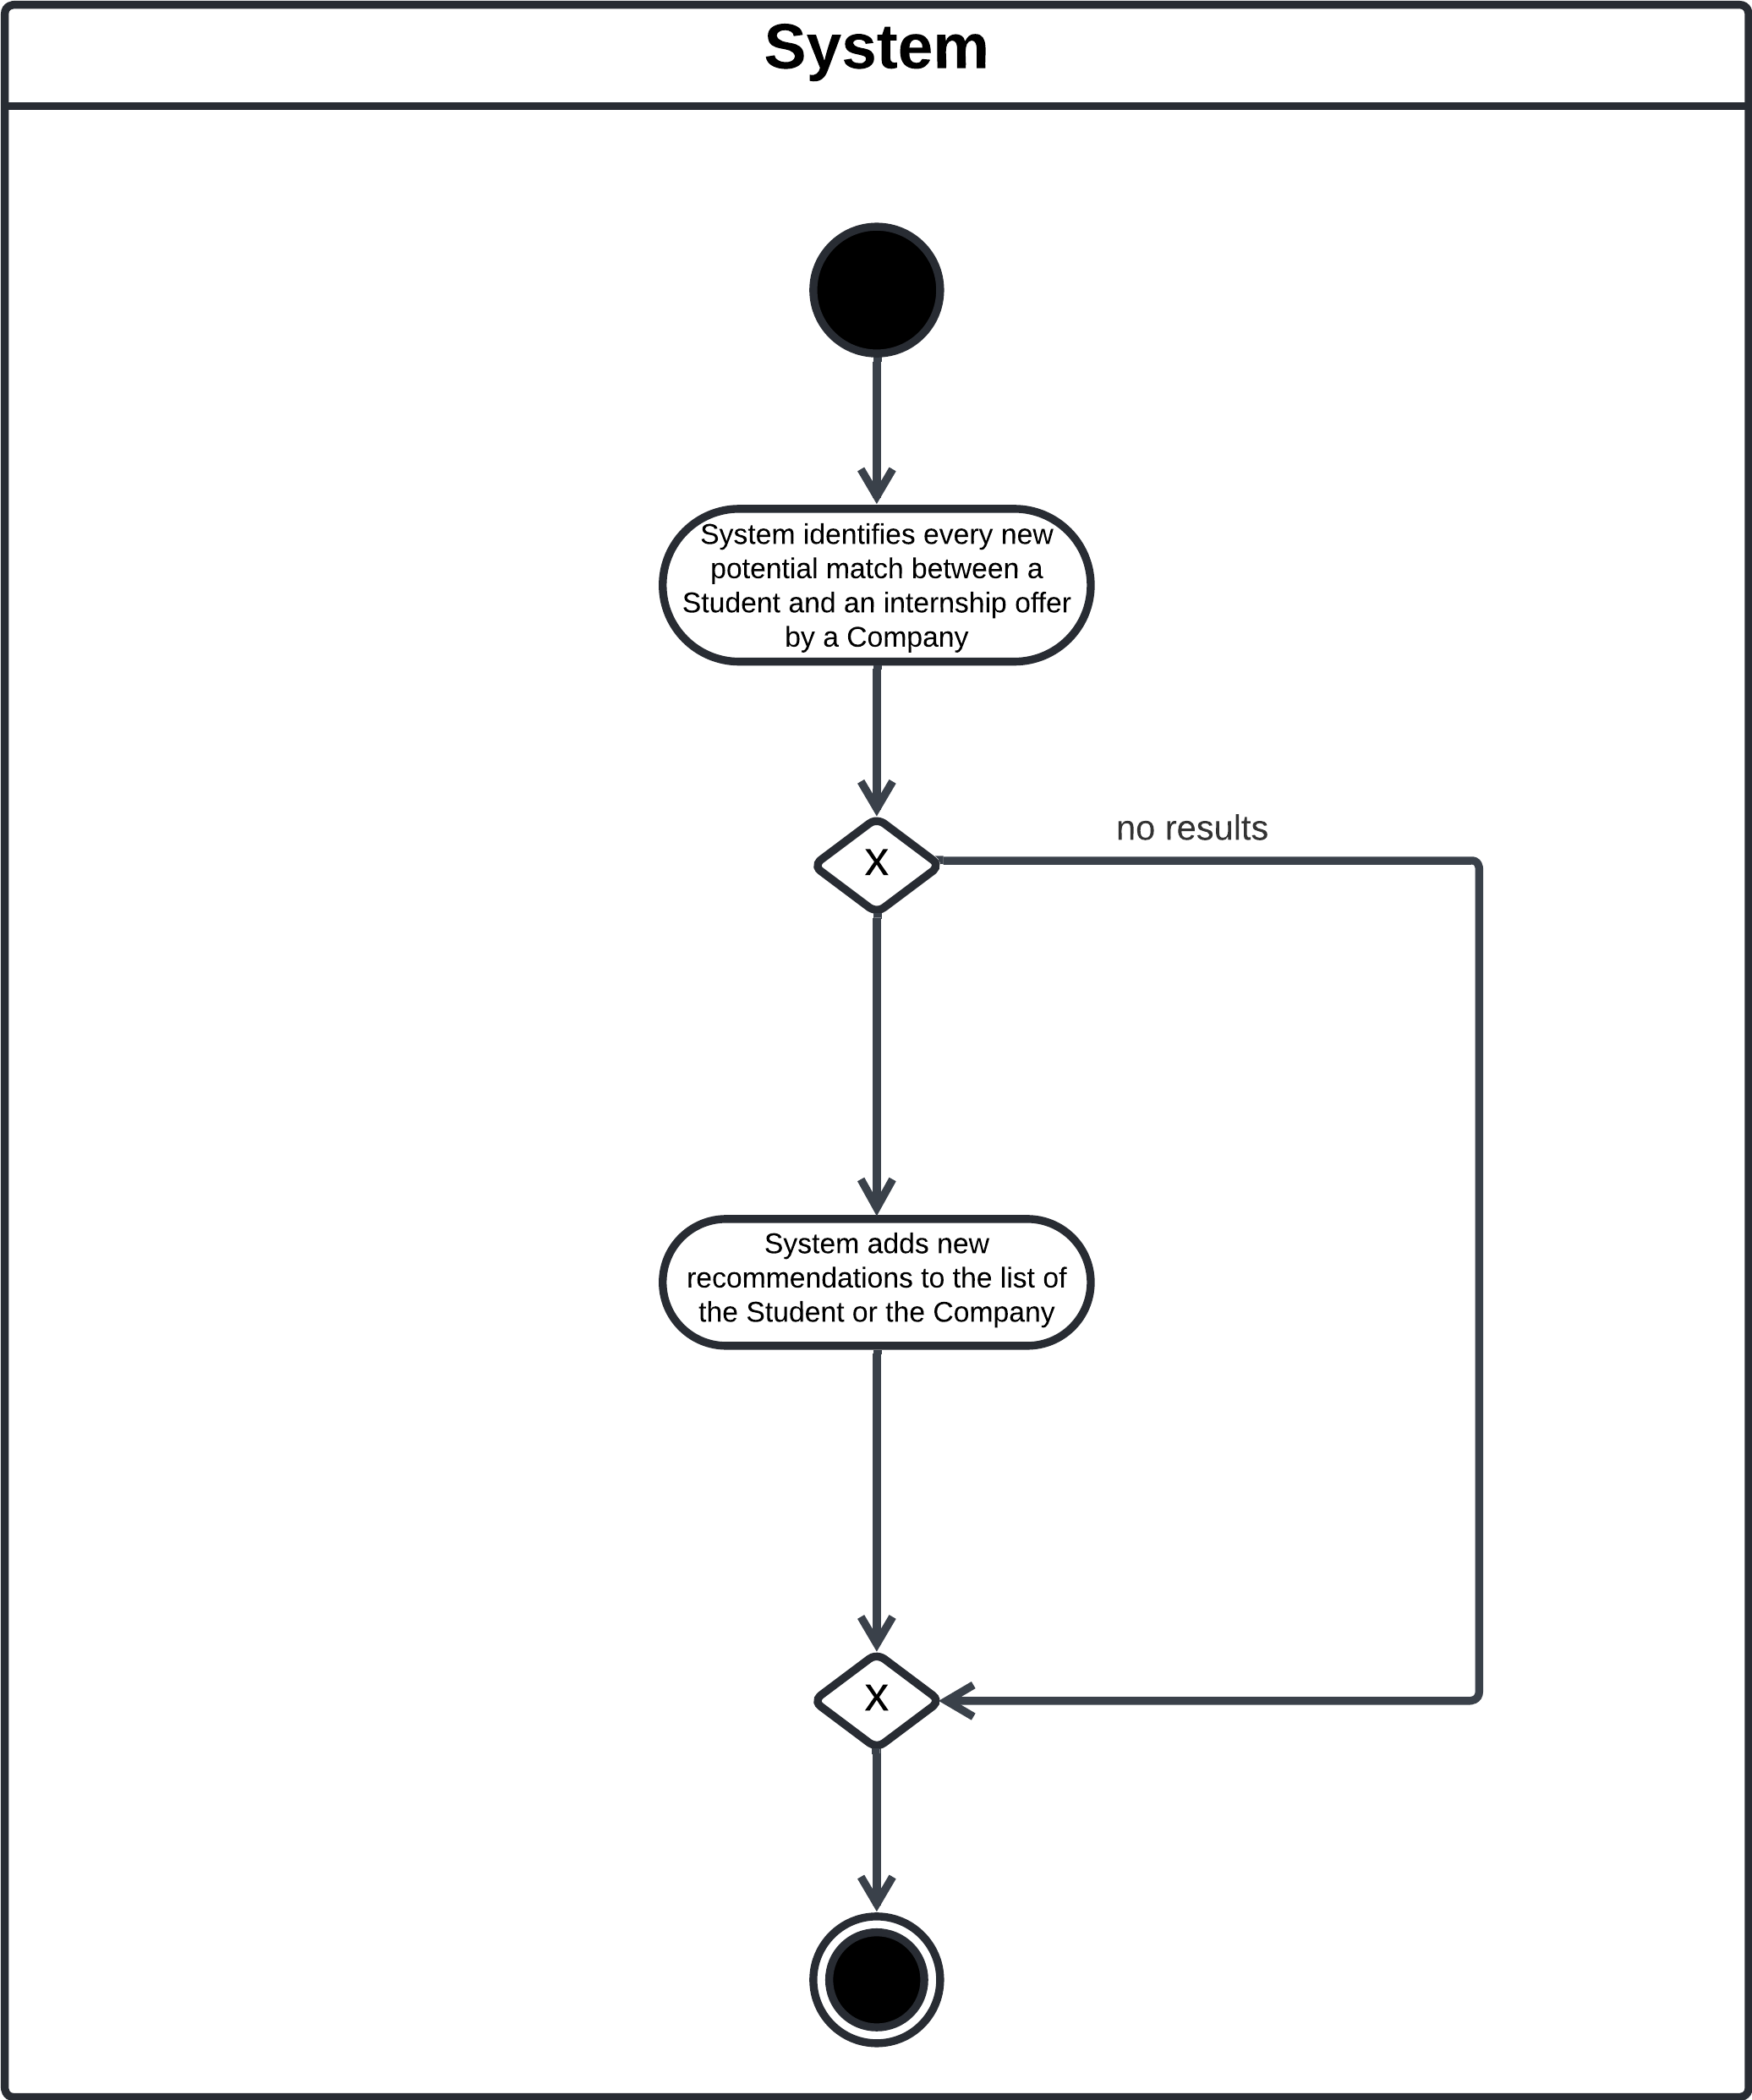 System
System identifies every new
potential match between a
Student and an internship offer
by a Company
no results
X
System adds new
recommendations to the list of
the Student or the Company
X